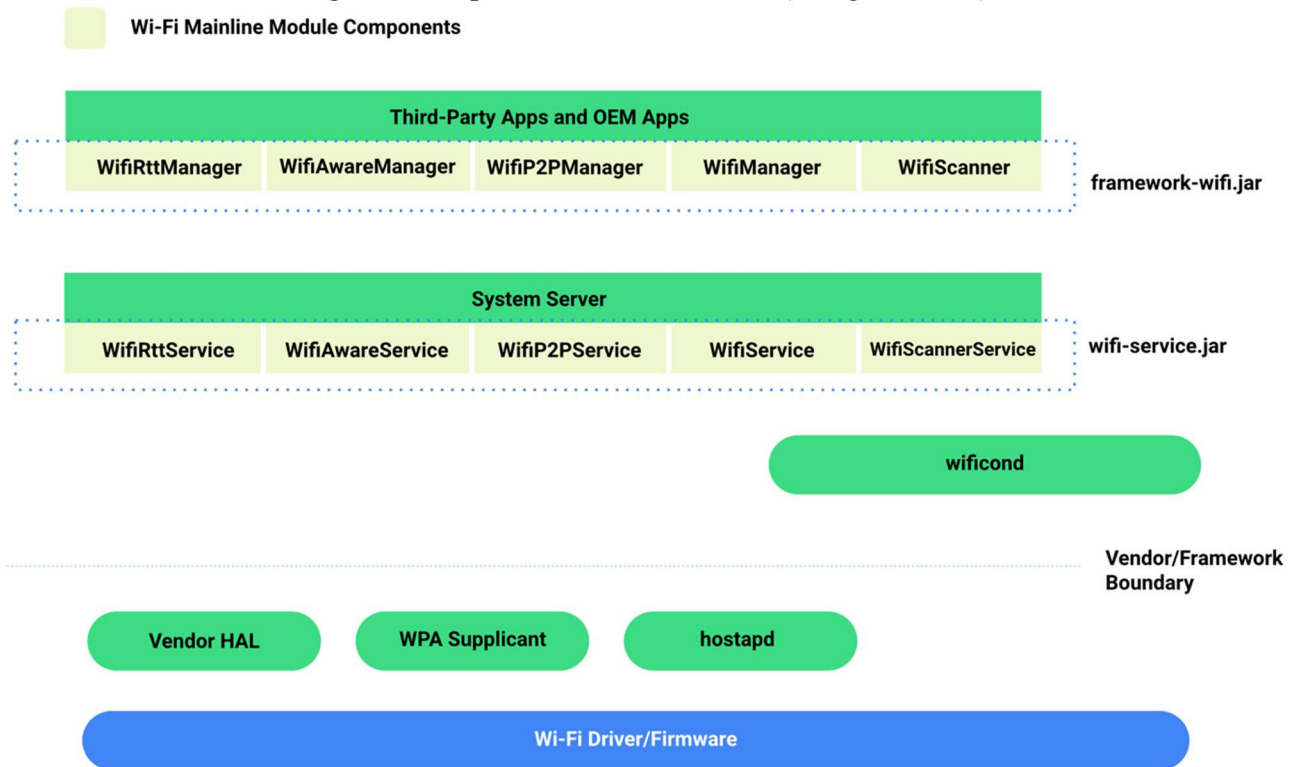 Wi-Fi Mainline Module Components
Third-Party Apps and OEM Apps
WifiRttManager WifiAwareManager WifiP2PManager WifiManager WifiScanner
framework-wifi.jar
System Server
WifiRttService WifiAwareService WifiP2PService WifiService WifiScannerService
wifi-service.jar
wificond
Vendor/Framework
Boundary
Vendor HAL WPA Supplicant hostapd
Wi-Fi Driver/Firmware